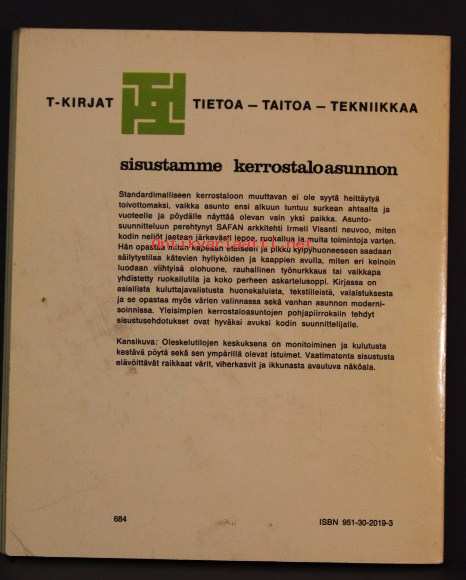 T-KIRJAT TIETOA – TAITOA – TEKNIIKKAA
sisustamme kerrostaloasunnon
Standardimalliseen kerrostaloon muuttavan ei ole syytä heittäytyä
toivottomaksi, vaikka asunto ensi alkuun tuntuu surkean ahtaalta ja
vuoteelle ja pöydälle näyttää olevan vain yksi paikka. Asunto-
suunnitteluun perehtynyt SAFAN arkkitehti Irmeli Visanti neuvoo, miten
kodin neliöt jaetaan järkevästi lepoa, ruokailua ja muita toimintoja varten.
Hän opastaa miten kapeaan eteiseen ja pikku kylpyhuoneeseen saadaan
säilytystilaa kätevien hyllyköiden ja kaappien avulla, miten eri keinoin
luodaan viihtyisä olohuone, rauhallinen työnurkkaus tai vaikkapa
yhdistetty ruokailutila ja koko perheen askartelusoppi. Kirjassa on
asiallista kuluttajavalistusta huonekaluista, tekstiileistä, valaistuksesta
ja se opastaa myös värien valinnassa sekä vanhan asunnon moderni-
soinnissa. Yleisimpien kerrostaloasuntojen pohjapiirroksiin tehdyt
sisustusehdotukset ovat hyväksi avuksi kodin suunnittelijalle.
Kansikuva: Oleskelutilojen keskuksena on monitoiminen ja kulutusta
kestävä pöytä sekä sen ympärillä olevat istuimet. Vaatimatonta sisustusta
elävöittävät raikkaat värit, viherkasvit ja ikkunasta avautuva näköala.
684 ISBN 951-30-2019-3